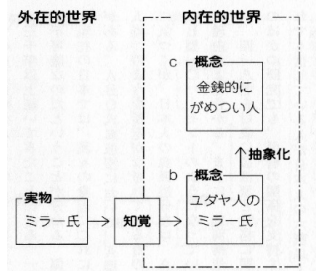 外在的世界
内在的世界
c
概念
金銭的に
がめつい人
抽象化
b
概念
ユダヤ人の
ミラー氏
実物
ミラー氏
知覚